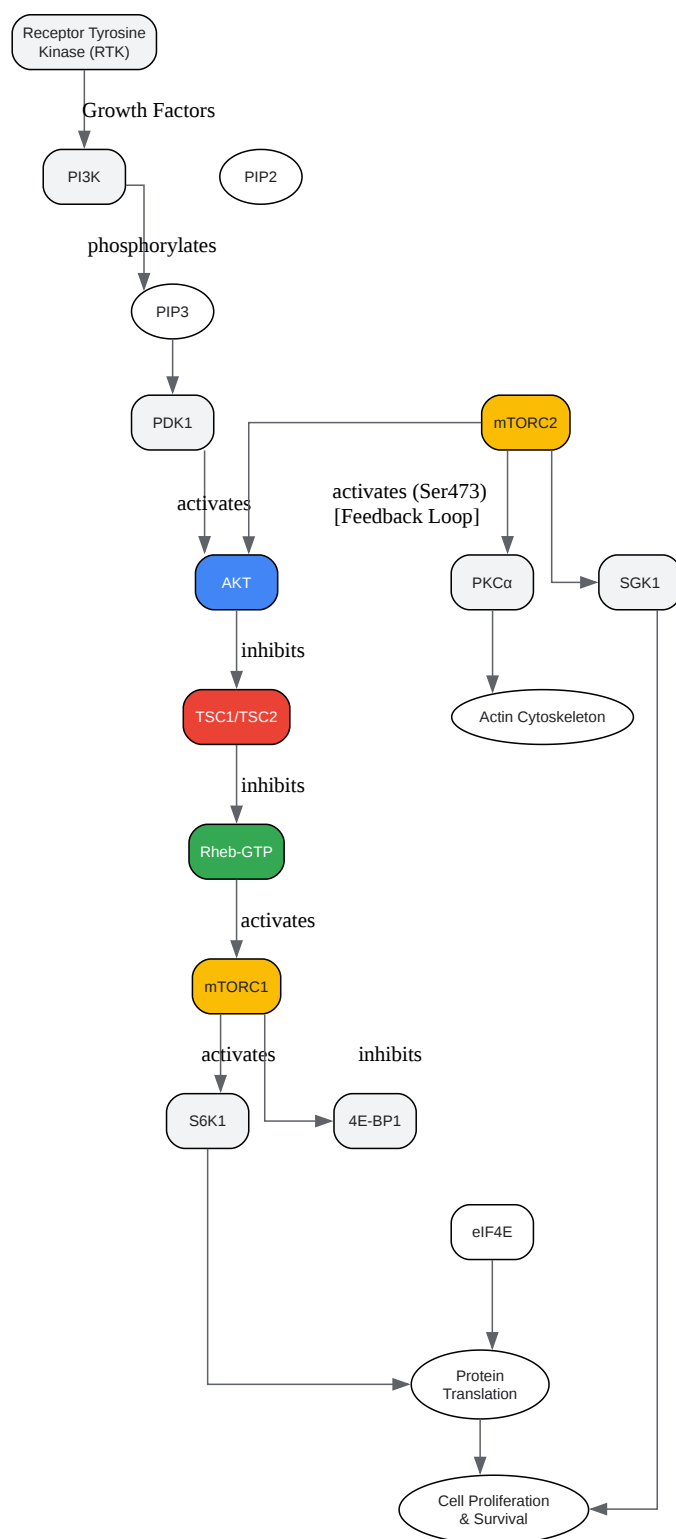 Receptor Tyrosine
Kinase (RTK)
Growth Factors
PI3K
PIP2
phosphorylates
PIP3
PDK1
mTORC2
activates
activates (Ser473)
[Feedback Loop]
AKT
PKCα
SGK1
inhibits
TSC1/TSC2
Actin Cytoskeleton
inhibits
Rheb-GTP
activates
mTORC1
activates
inhibits
S6K1
4E-BP1
eIF4E
Protein
Translation
Cell Proliferation
& Survival